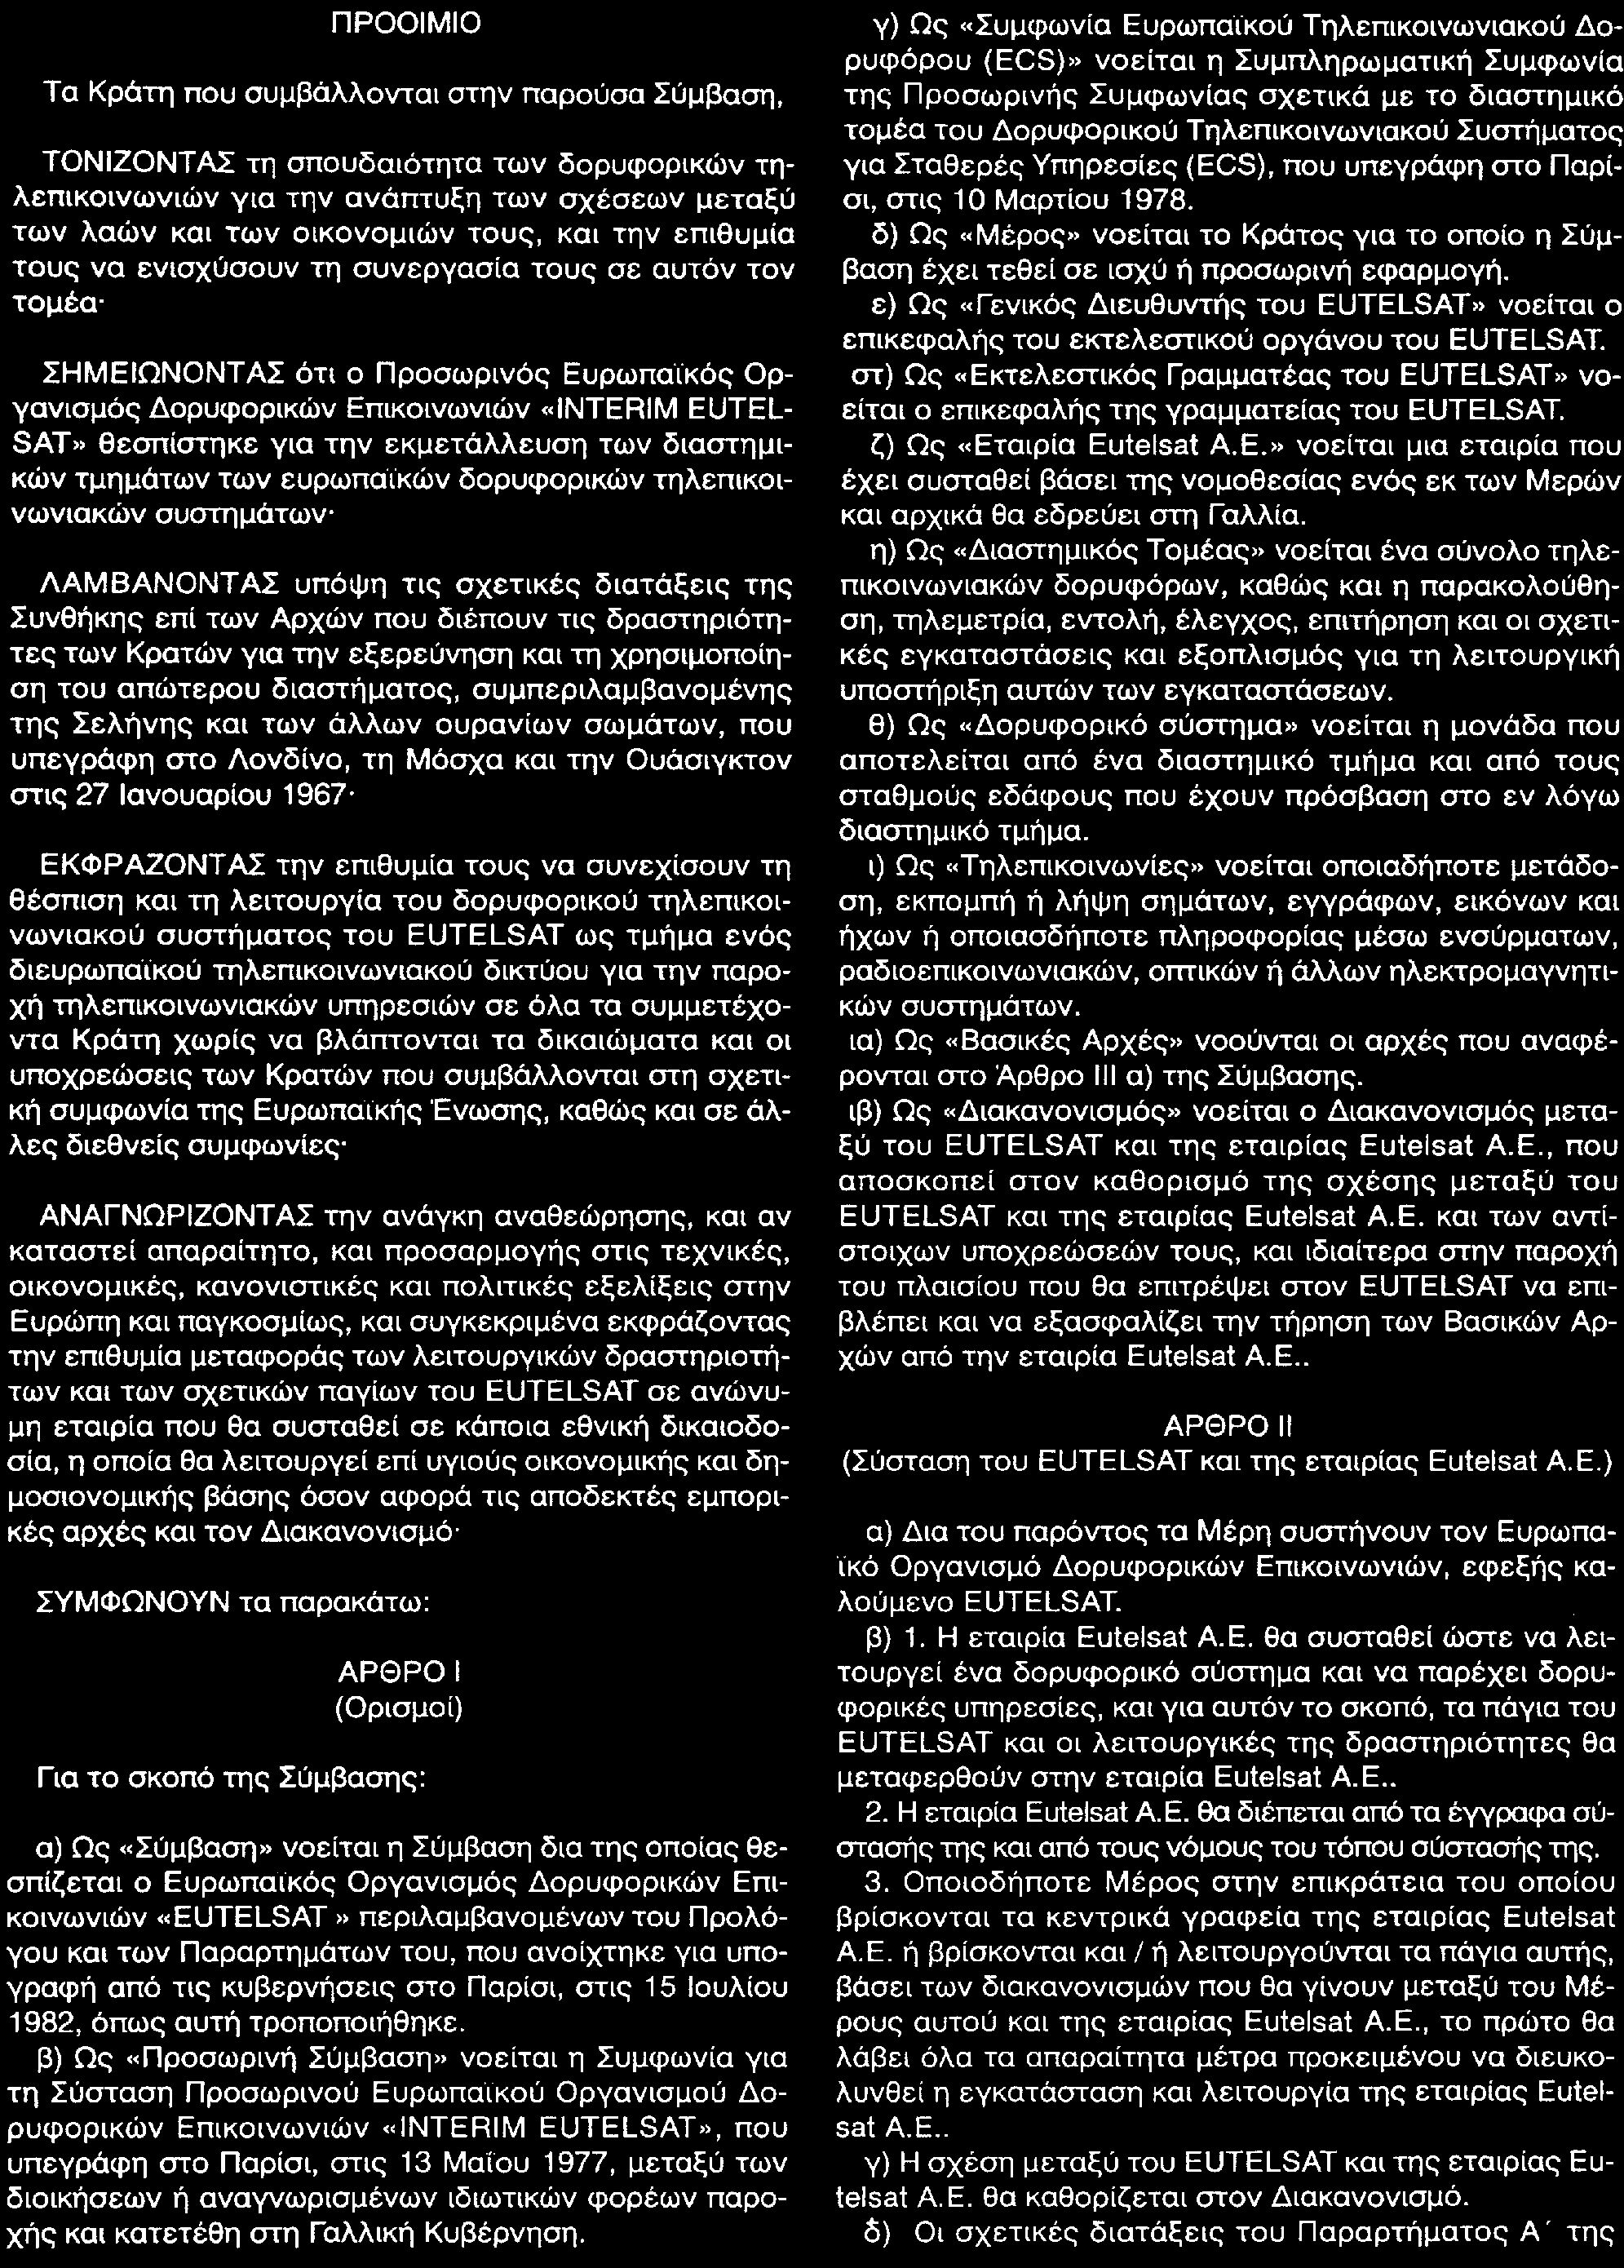 ΠΡΟΟΙΜΙΟ
Τα Κράτη που συμβάλλονται στην παρούσα Σύμβαση,
ΤΟΝΙΖΟΝΤΑΣ τη σπουδαιότητα των δορυφορικών τη-
λεπικοινωνιών για την ανάπτυξη των σχέσεων μεταξύ
των λαών και των οικονομιών τους, και την επιθυμία
τους να ενισχύσουν τη συνεργασία τους σε αυτόν τον
τομέα·
ΣΗΜΕΙΩΝΟΝΤΑΣ ότι ο Προσωρινός Ευρωπαϊκός Ορ-
γανισμός Δορυφορικών Επικοινωνιών «INTERIM EUTEL-
SAT» θεσπίστηκε για την εκμετάλλευση των διαστημι-
κών τμημάτων των ευρωπαϊκών δορυφορικών τηλεπικοι-
νωνιακών συστημάτων·
ΛΑΜΒΑΝΟΝΤΑΣ υπόψη τις σχετικές διατάξεις της
Συνθήκης επί των Αρχών που διέπουν τις δραστηριότη-
τες των Κρατών για την εξερεύνηση και τη χρησιμοποίη-
ση του απώτερου διαστήματος, συμπεριλαμβανομένης
της Σελήνης και των άλλων ουρανίων σωμάτων, που
υπεγράφη στο Λονδίνο, τη Μόσχα και την Ουάσιγκτον
στις 27 Ιανουαρίου 1967·
ΕΚΦΡΑΖΟΝΤΑΣ την επιθυμία τους να συνεχίσουν τη
θέσπιση και τη λειτουργία του δορυφορικού τηλεπικοι-
νωνιακού συστήματος του EUTELSAT ως τμήμα ενός
διευρωπαϊκού τηλεπικοινωνιακού δικτύου για την παρο-
χή τηλεπικοινωνιακών υπηρεσιών σε όλα τα συμμετέχο-
ντα Κράτη χωρίς να βλάπτονται τα δικαιώματα και οι
υποχρεώσεις των Κρατών που συμβάλλονται στη σχετι-
κή συμφωνία της Ευρωπαϊκής Ένωσης, καθώς και σε άλ-
λες διεθνείς συμφωνίες·
ΑΝΑΓΝΩΡΙΖΟΝΤΑΣ την ανάγκη αναθεώρησης, και αν
καταστεί απαραίτητο, και προσαρμογής στις τεχνικές,
οικονομικές, κανονιστικές και πολιτικές εξελίξεις στην
Ευρώπη και παγκοσμίως, και συγκεκριμένα εκφράζοντας
την επιθυμία μεταφοράς των λειτουργικών δραστηριοτή-
των και των σχετικών παγίων του EUTELSAT σε ανώνυ-
μη εταιρία που θα συσταθεί σε κάποια εθνική δικαιοδο-
σία, η οποία θα λειτουργεί επί υγιούς οικονομικής και δη-
μοσιονομικής βάσης όσον αφορά τις αποδεκτές εμπορι-
κές αρχές και τον Διακανονισμό·
ΣΥΜΦΩΝΟΥΝ τα παρακάτω:
ΑΡΘΡΟ Ι
(Ορισμοί)
Για το σκοπό της Σύμβασης:
α) Ως «Σύμβαση» νοείται η Σύμβαση δια της οποίας θε-
σπίζεται ο Ευρωπαϊκός Οργανισμός Δορυφορικών Επι-
κοινωνιών «EUTELSAT » περιλαμβανομένων του Προλό-
γου και των Παραρτημάτων του, που ανοίχτηκε για υπο-
γραφή από τις κυβερνήσεις στο Παρίσι, στις 15 Ιουλίου
1982, όπως αυτή τροποποιήθηκε.
β) Ως «Προσωρινή Σύμβαση» νοείται η Συμφωνία για
τη Σύσταση Προσωρινού Ευρωπαϊκού Οργανισμού Δο-
ρυφορικών Επικοινωνιών «INTERIM EUTELSAT», που
υπεγράφη στο Παρίσι, στις 13 Μαΐου 1977, μεταξύ των
διοικήσεων ή αναγνωρισμένων ιδιωτικών φορέων παρο-
χής και κατετέθη στη Γαλλική Κυβέρνηση.
γ) Ως «Συμφωνία Ευρωπαϊκού Τηλεπικοινωνιακού Δο-
ρυφόρου (ECS)» νοείται η Συμπληρωματική Συμφωνία
της Προσωρινής Συμφωνίας σχετικά με το διαστημικό
τομέα του Δορυφορικού Τηλεπικοινωνιακού Συστήματος
για Σταθερές Υπηρεσίες (ECS), που υπεγράφη στο Παρί-
σι, στις 10 Μαρτίου 1978.
δ) Ως «Μέρος» νοείται το Κράτος για το οποίο η Σύμ-
βαση έχει τεθεί σε ισχύ ή προσωρινή εφαρμογή.
ε) Ως «Γενικός Διευθυντής του EUTELSAT» νοείται ο
επικεφαλής του εκτελεστικού οργάνου του EUTELSAT.
στ) Ως «Εκτελεστικός Γραμματέας του EUTELSAT» νο-
είται ο επικεφαλής της γραμματείας του EUTELSAT.
ζ) Ως «Εταιρία Eutelsat Α.Ε.» νοείται μια εταιρία που
έχει συσταθεί βάσει της νομοθεσίας ενός εκ των Μερών
και αρχικά θα εδρεύει στη Γαλλία.
η) Ως «Διαστημικός Τομέας» νοείται ένα σύνολο τηλε-
πικοινωνιακών δορυφόρων, καθώς και η παρακολούθη-
ση, τηλεμετρία, εντολή, έλεγχος, επιτήρηση και οι σχετι-
κές εγκαταστάσεις και εξοπλισμός για τη λειτουργική
υποστήριξη αυτών των εγκαταστάσεων.
θ) Ως «Δορυφορικό σύστημα» νοείται η μονάδα που
αποτελείται από ένα διαστημικό τμήμα και από τους
σταθμούς εδάφους που έχουν πρόσβαση στο εν λόγω
διαστημικό τμήμα.
ι) Ως «Τηλεπικοινωνίες» νοείται οποιαδήποτε μετάδο-
ση, εκπομπή ή λήψη σημάτων, εγγράφων, εικόνων και
ήχων ή οποιασδήποτε πληροφορίας μέσω ενσύρματων,
ραδιοεπικοινωνιακών, οπτικών ή άλλων ηλεκτρομαγνητι-
κών συστημάτων.
ια) Ως «Βασικές Αρχές» νοούνται οι αρχές που αναφέ-
ρονται στο Άρθρο ΙΙΙ α) της Σύμβασης.
ιβ) Ως «Διακανονισμός» νοείται ο Διακανονισμός μετα-
ξύ του EUTELSAT και της εταιρίας Eutelsat Α.Ε., που
αποσκοπεί στον καθορισμό της σχέσης μεταξύ του
EUTELSAT και της εταιρίας Eutelsat Α.Ε. και των αντί-
στοιχων υποχρεώσεών τους, και ιδιαίτερα στην παροχή
του πλαισίου που θα επιτρέψει στον EUTELSAT να επι-
βλέπει και να εξασφαλίζει την τήρηση των Βασικών Αρ-
χών από την εταιρία Eutelsat Α.Ε..
ΑΡΘΡΟ ΙΙ
(Σύσταση του EUTELSAT και της εταιρίας Eutelsat Α.Ε.)
α) Δια του παρόντος τα Μέρη συστήνουν τον Ευρωπα-
ϊκό Οργανισμό Δορυφορικών Επικοινωνιών, εφεξής κα-
λούμενο EUTELSAT.
β) 1. Η εταιρία Eutelsat Α.Ε. θα συσταθεί ώστε να λει-
τουργεί ένα δορυφορικό σύστημα και να παρέχει δορυ-
φορικές υπηρεσίες, και για αυτόν το σκοπό, τα πάγια του
EUTELSAT και οι λειτουργικές της δραστηριότητες θα
μεταφερθούν στην εταιρία Eutelsat Α.Ε..
2. Η εταιρία Eutelsat Α.Ε. θα διέπεται από τα έγγραφα σύ-
στασής της και από τους νόμους του τόπου σύστασής της.
3. Οποιοδήποτε Μέρος στην επικράτεια του οποίου
βρίσκονται τα κεντρικά γραφεία της εταιρίας Eutelsat
Α.Ε. ή βρίσκονται και / ή λειτουργούνται τα πάγια αυτής,
βάσει των διακανονισμών που θα γίνουν μεταξύ του Μέ-
ρους αυτού και της εταιρίας Eutelsat Α.Ε., το πρώτο θα
λάβει όλα τα απαραίτητα μέτρα προκειμένου να διευκο-
λυνθεί η εγκατάσταση και λειτουργία της εταιρίας Eutel-
sat Α.Ε..
γ) Η σχέση μεταξύ του EUTELSAT και της εταιρίας Eu-
telsat Α.Ε. θα καθορίζεται στον Διακανονισμό.
δ) Οι σχετικές διατάξεις του Παραρτήματος Α΄ της